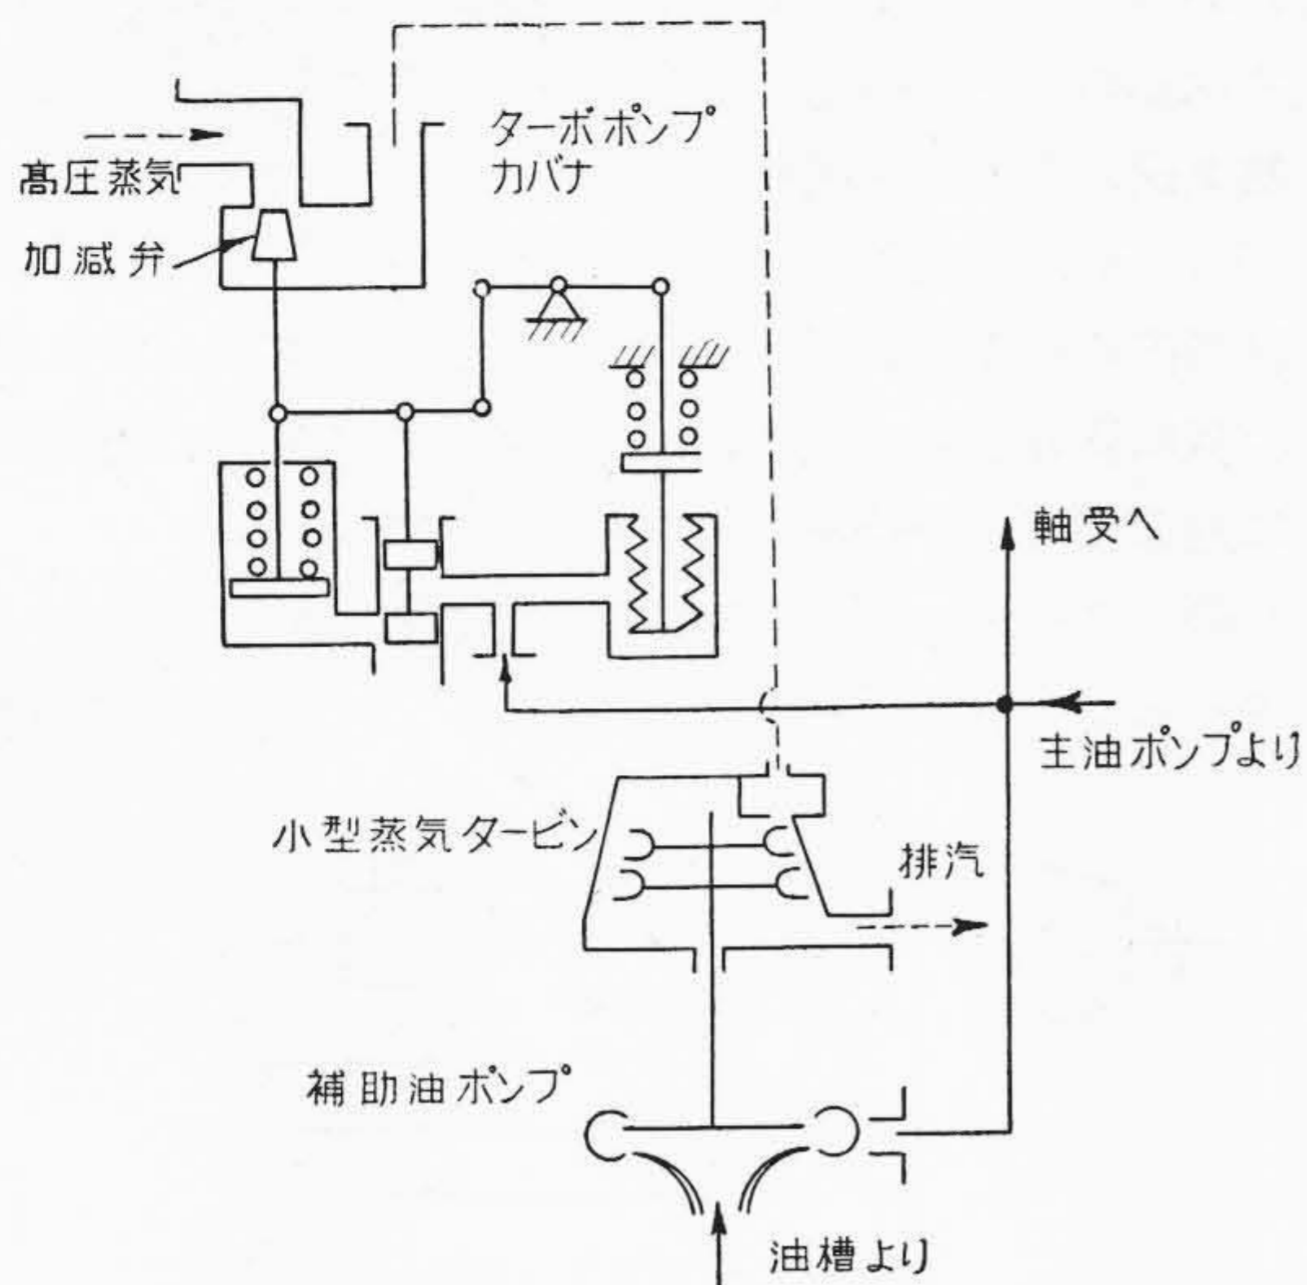 ターボポンプ
カバナ
高圧蒸気
加減弁
軸受へ
主油ポンプより
小型蒸気タービン
排汽
補助油ポンプ
油槽より